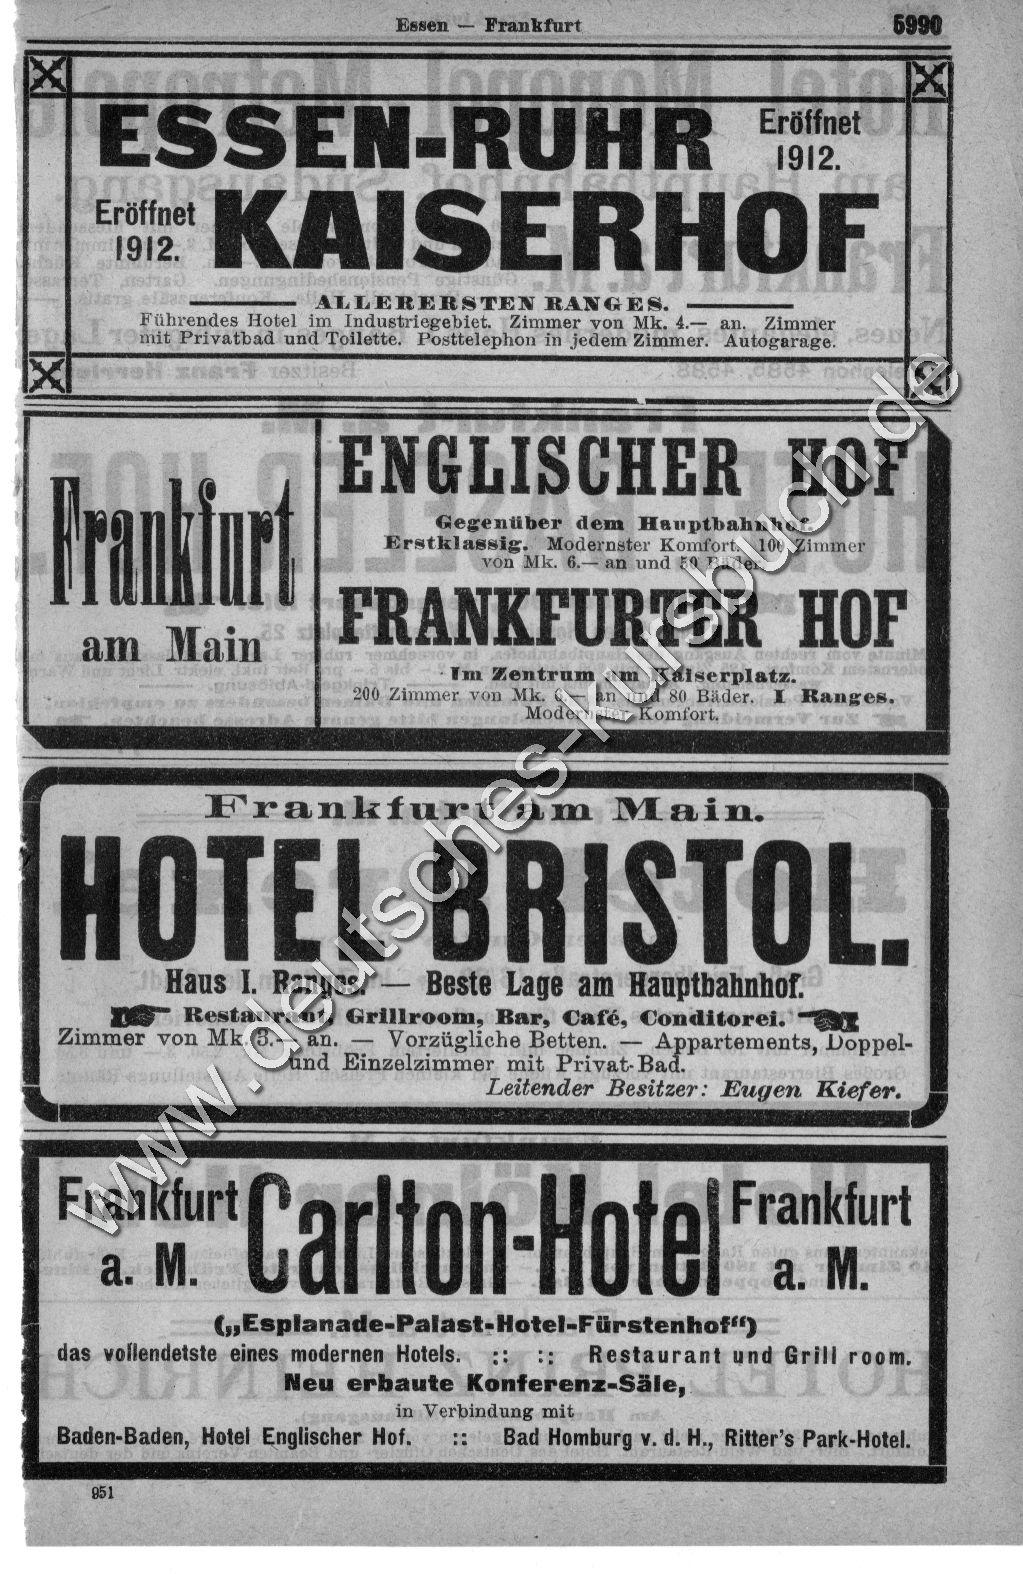 Essen — Frankfurt
5990
ESSEN-RUHR Eröffnet 1912.
Eröffnet 1912. KAISERHOF
ALLERERSTEN RANGES.
Führendes Hotel im Industriegebiet. Zimmer von Mk. 4.— an. Zimmer
mit Privatbad und Toilette. Posttelephon in jedem Zimmer. Autogarage.
Frankfurt
am Main
ENGLISCHER HOF
Gegenüber dem Hauptbahnhof.
Erstklassig. Modernster Komfort. 100 Zimmer
von Mk. 6.— an und 50 Bäder.
FRANKFURTER HOF
Im Zentrum am Kaiserplatz.
200 Zimmer von Mk. 6.— an und 80 Bäder. I Ranges.
Modernster Komfort.
Frankfurt am Main.
HOTEL BRISTOL.
Haus I. Ranges. — Beste Lage am Hauptbahnhof.
Restaurant, Grillroom, Bar, Café, Conditorei.
Zimmer von Mk. 3.— an. — Vorzügliche Betten. — Appartements, Doppel-
und Einzelzimmer mit Privat-Bad.
Leitender Besitzer: Eugen Kiefer.
Frankfurt a. M.
Carlton-Hotel
Frankfurt a. M.
(„Esplanade-Palast-Hotel-Fürstenhof“)
das vollendetste eines modernen Hotels. :: :: Restaurant und Grill room.
Neu erbaute Konferenz-Säle,
in Verbindung mit
Baden-Baden, Hotel Englischer Hof. :: Bad Homburg v. d. H., Ritter's Park-Hotel.
951
www.deutsches-kursbuch.de